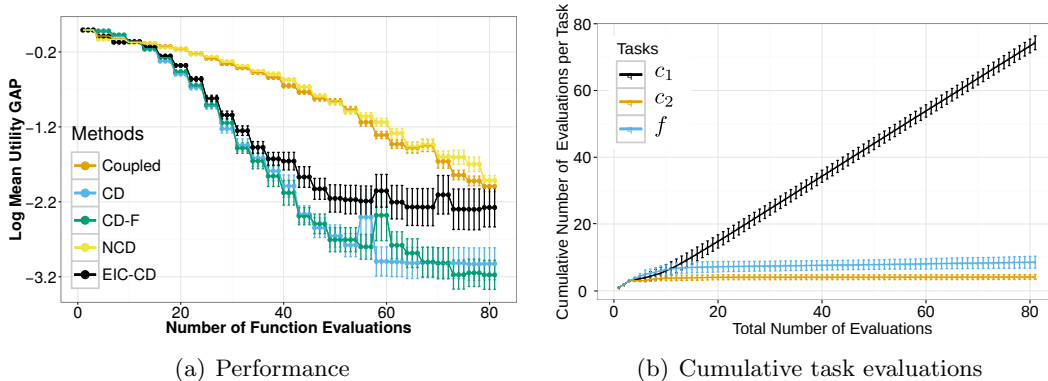 Log Mean Utility GAP
−0.2
−1.2
−2.2
−3.2
Methods
Coupled
CD
CD-F
NCD
EIC-CD
0 20 40 60 80
Number of Function Evaluations
(a) Performance
Cumulative Number of Evaluations per Task
80
60
40
20
0
Tasks
c1
c2
f
0 20 40 60 80
Total Number of Evaluations
(b) Cumulative task evaluations